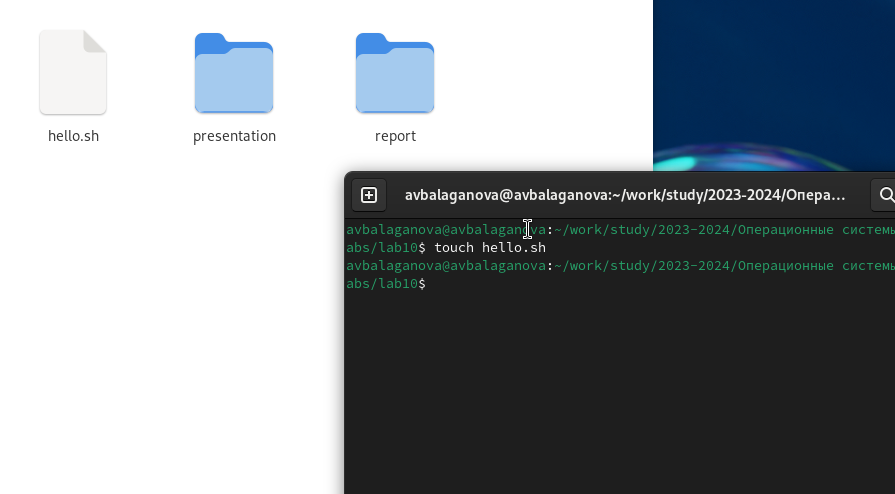 hello.sh presentation report
avbalaganova@avbalaganova:~/work/study/2023-2024/Опера…
avbalaganova@avbalaganova:~/work/study/2023-2024/Операционные системы
abs/lab10$ touch hello.sh
avbalaganova@avbalaganova:~/work/study/2023-2024/Операционные системы
abs/lab10$